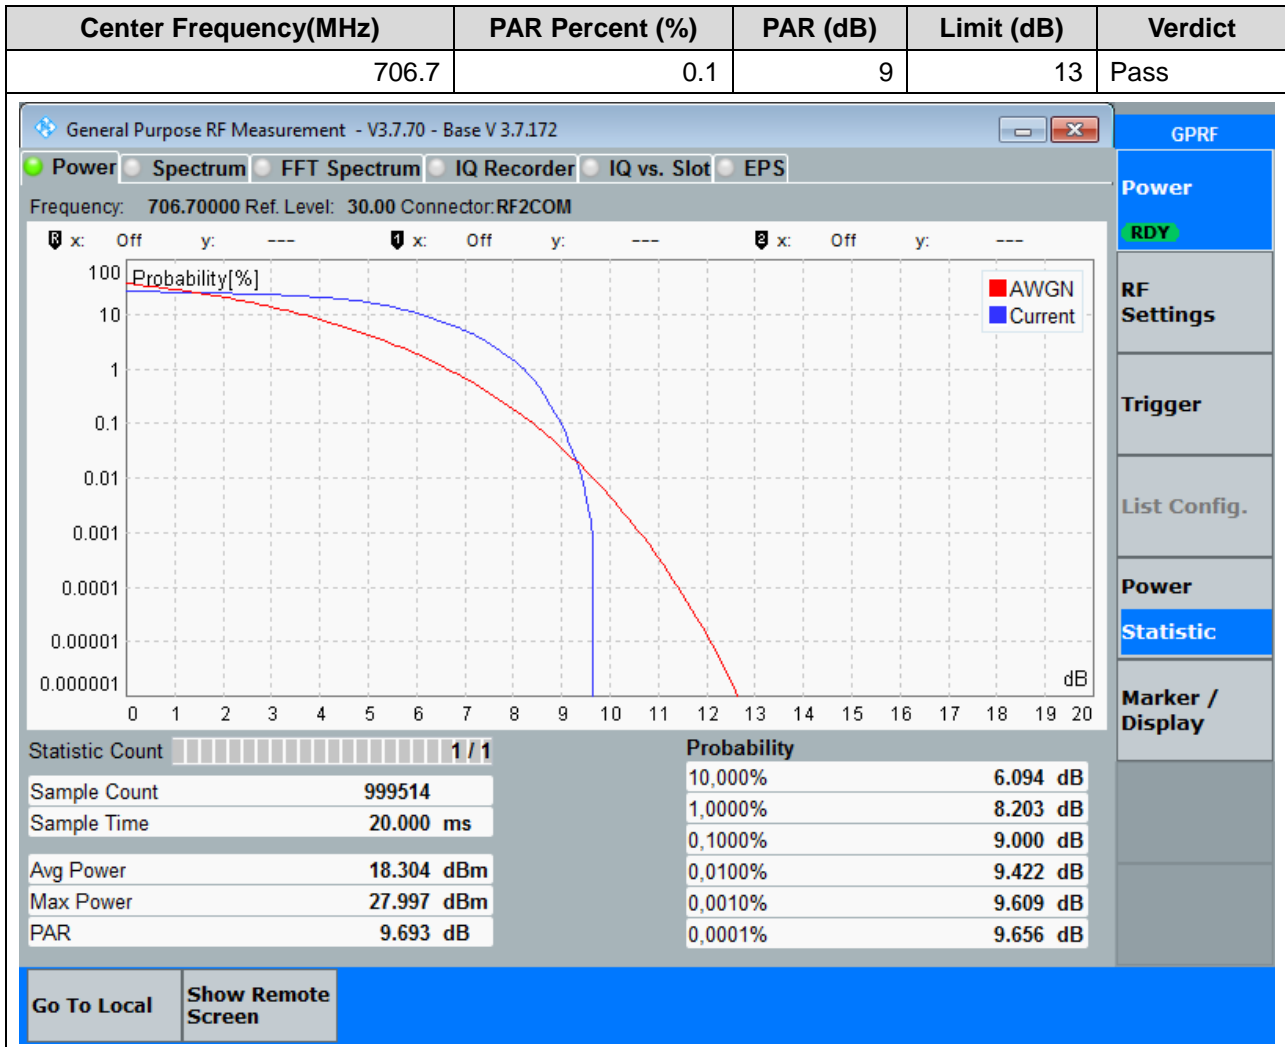 Center Frequency(MHz) PAR Percent (%) PAR (dB) Limit (dB) Verdict
706.7 0.1 9 13 Pass
General Purpose RF Measurement - V3.7.70 - Base V 3.7.172
GPRF
Power Spectrum FFT Spectrum IQ Recorder IQ vs. Slot EPS
Power
RDY
Frequency: 706.70000 Ref. Level: 30.00 Connector:RF2COM
R x: Off y: --- 1 x: Off y: --- 2 x: Off y: ---
Probability[%]
AWGN
Current
100
10
1
0.1
0.01
0.001
0.0001
0.00001
0.000001
dB
0 1 2 3 4 5 6 7 8 9 10 11 12 13 14 15 16 17 18 19 20
RF
Settings
Trigger
List Config.
Power
Statistic
Marker /
Display
Statistic Count 1 / 1
Sample Count 999514
Sample Time 20.000 ms
Avg Power 18.304 dBm
Max Power 27.997 dBm
PAR 9.693 dB
Probability
10,000% 6.094 dB
1,0000% 8.203 dB
0,1000% 9.000 dB
0,0100% 9.422 dB
0,0010% 9.609 dB
0,0001% 9.656 dB
Go To Local
Show Remote
Screen